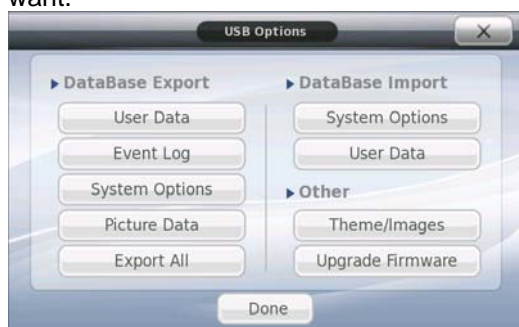 want.
USB Options
DataBase Export
User Data
Event Log
System Options
Picture Data
Export All
DataBase Import
System Options
User Data
Other
Theme/Images
Upgrade Firmware
Done